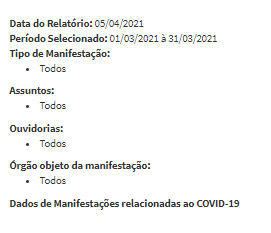 Data do Relatório: 05/04/2021
Período Selecionado: 01/03/2021 à 31/03/2021
Tipo de Manifestação:
• Todos
Assuntos:
• Todos
Ouvidorias:
• Todos
Órgão objeto da manifestação:
• Todos
Dados de Manifestações relacionadas ao COVID-19